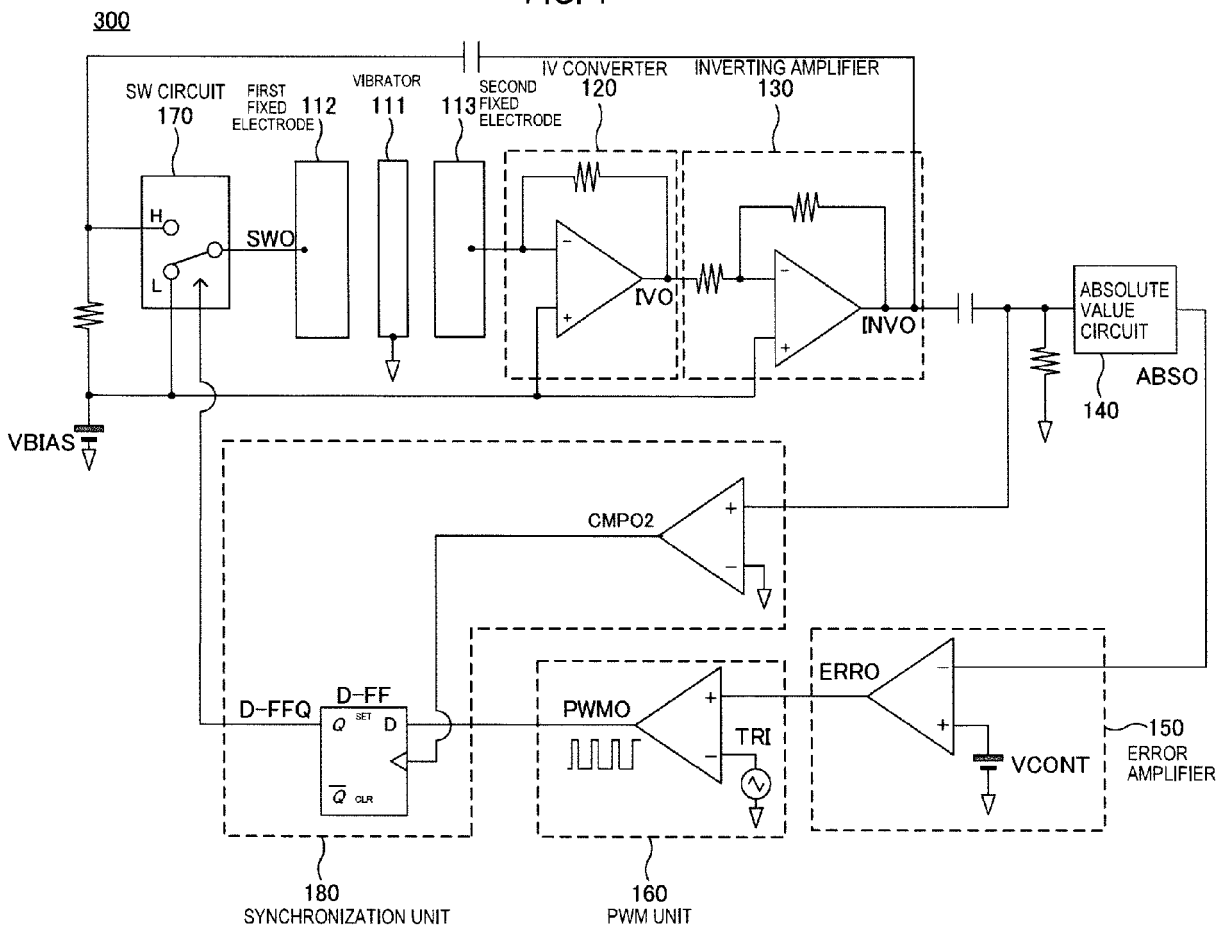 300
SW CIRCUIT
170
FIRST
FIXED
ELECTRODE
112
VIBRATOR
111
113
SECOND
FIXED
ELECTRODE
IV CONVERTER
120
INVERTING AMPLIFIER
130
H
L
SWO
-
+
IVO
-
+
INVO
ABSOLUTE
VALUE
CIRCUIT
140
ABSO
VBIAS
CMPO2
+
-
D-FFQ
D-FF
Q SET D
Q CLR
PWMO
+
-
TRI
ERRO
-
+
VCONT
150
ERROR
AMPLIFIER
180
SYNCHRONIZATION UNIT
160
PWM UNIT